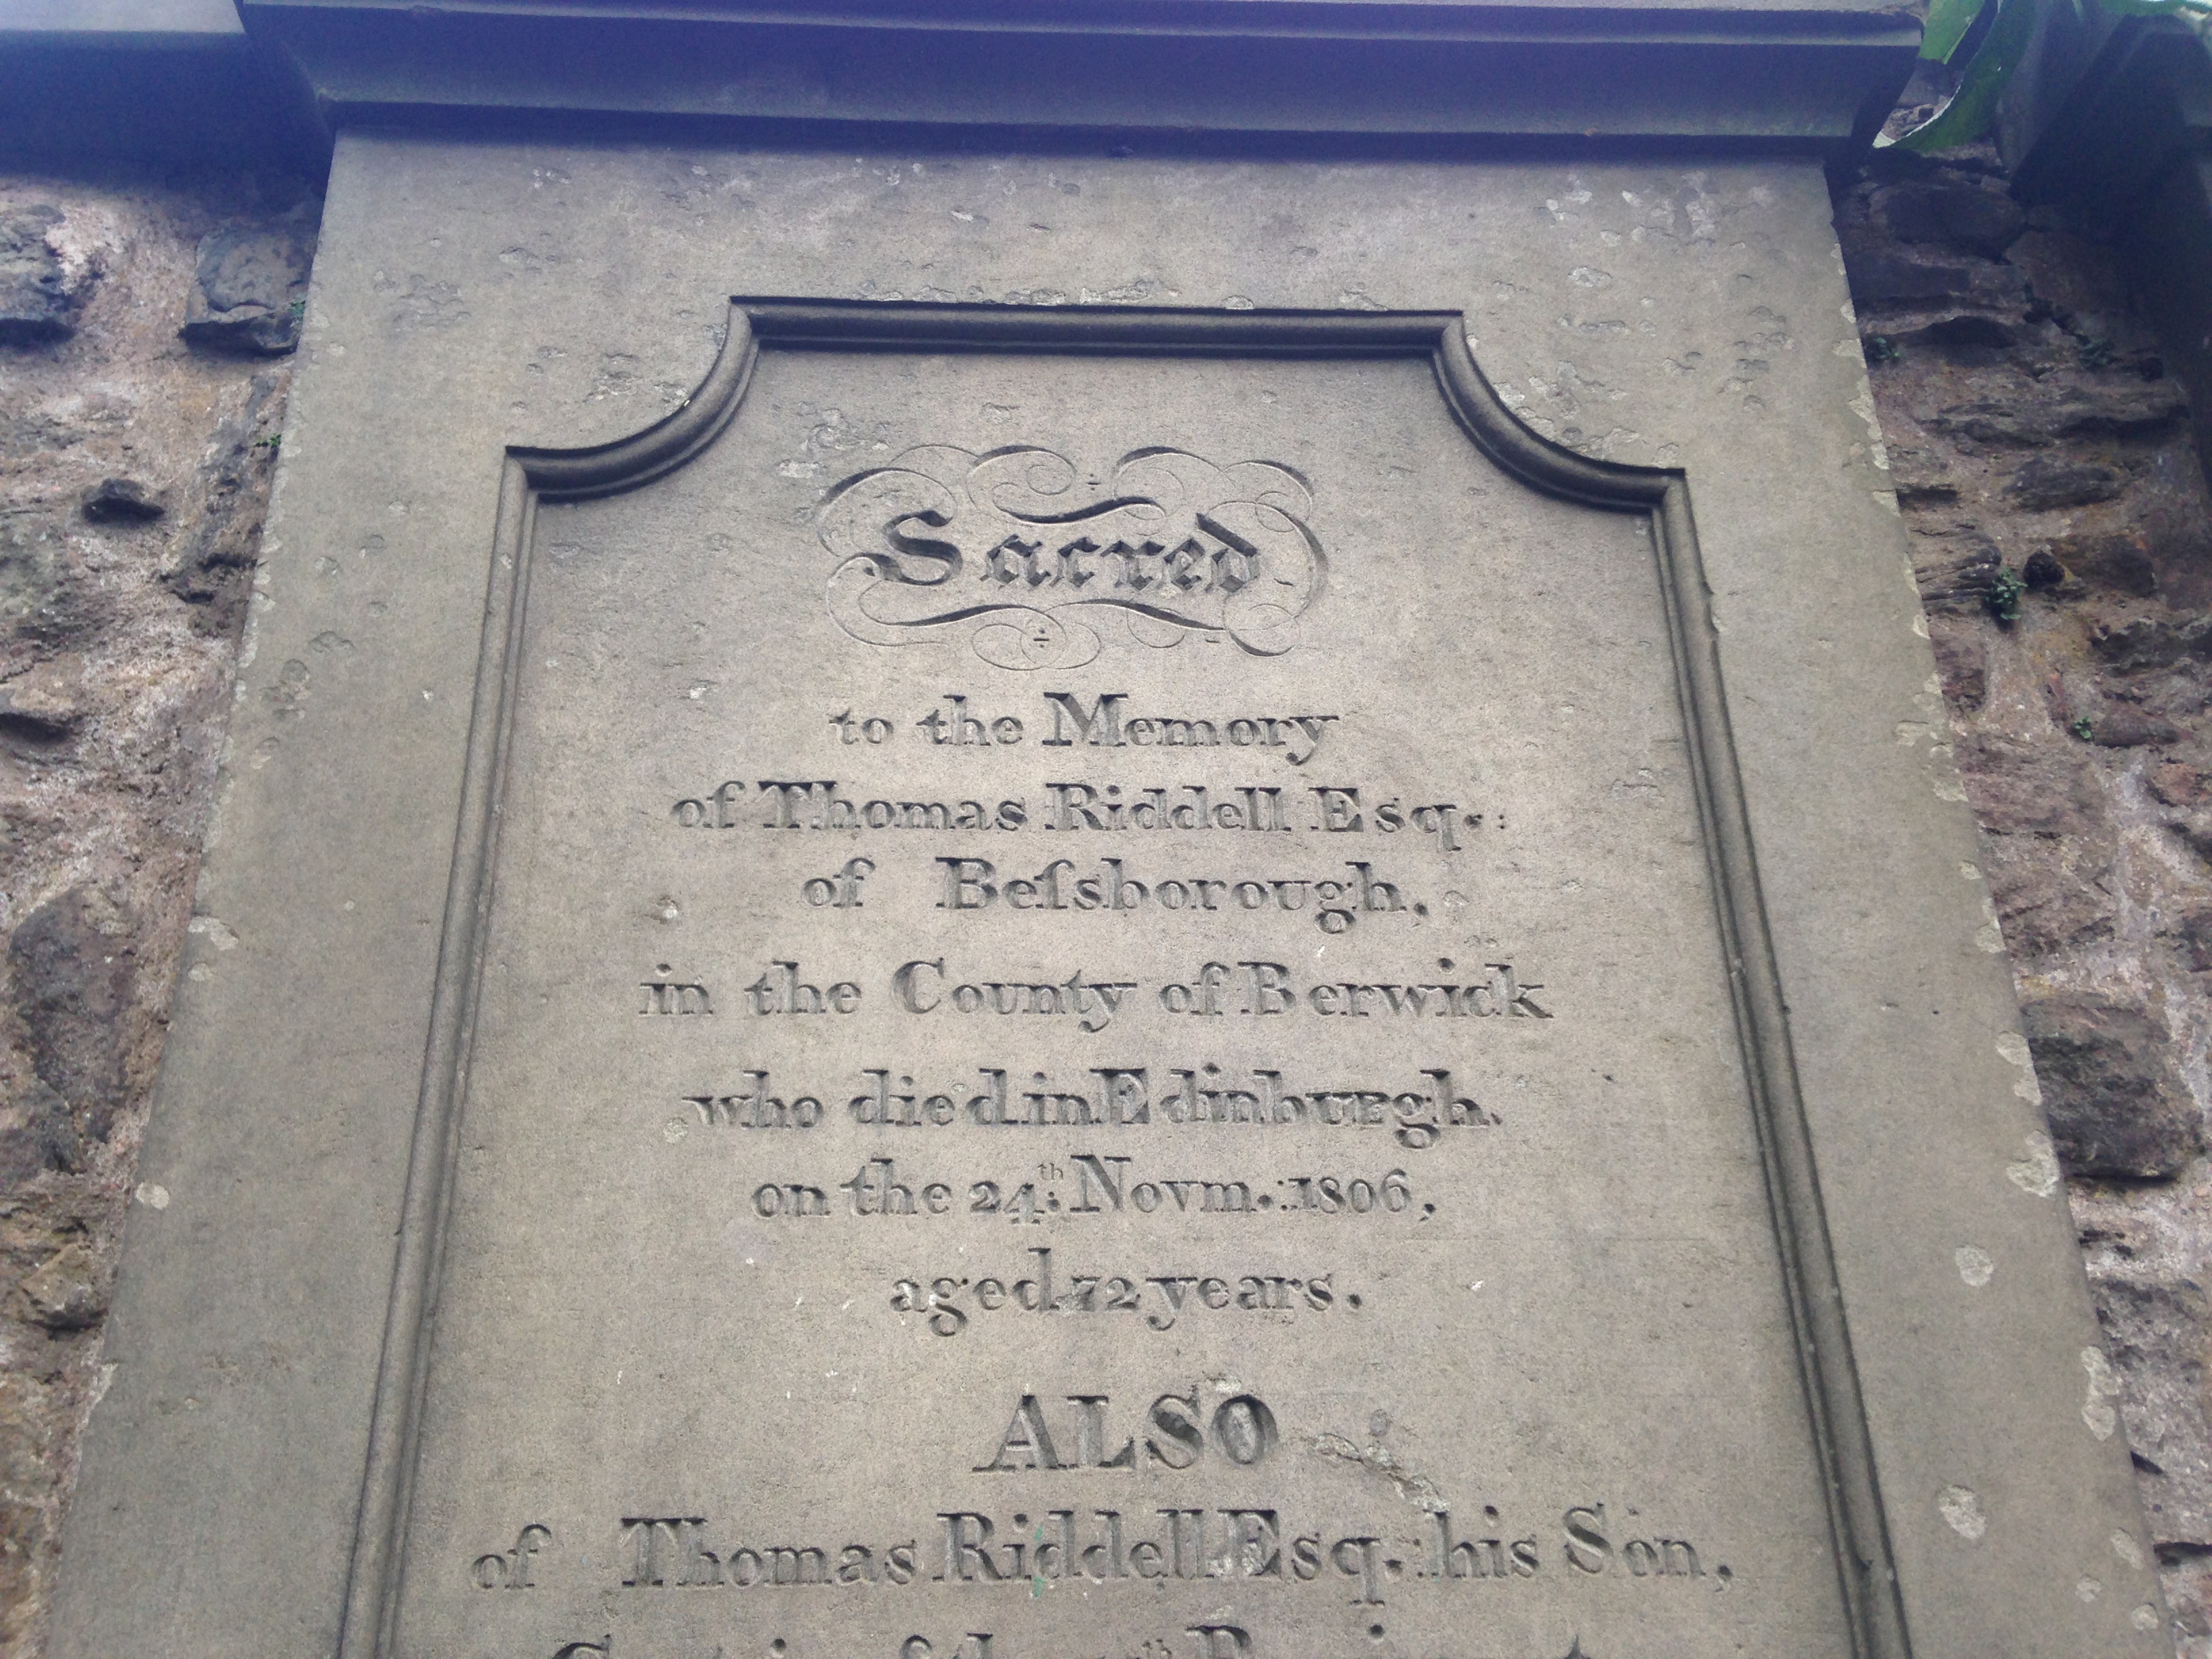 Sacred
to the Memory
of Thomas Riddell Esq.:
of Beſsborough,
in the County of Berwick
who died in Edinburgh.
on the 24th. Novm.: 1806,
aged 72 years.
ALSO
of Thomas Riddell Esq.: his Son,